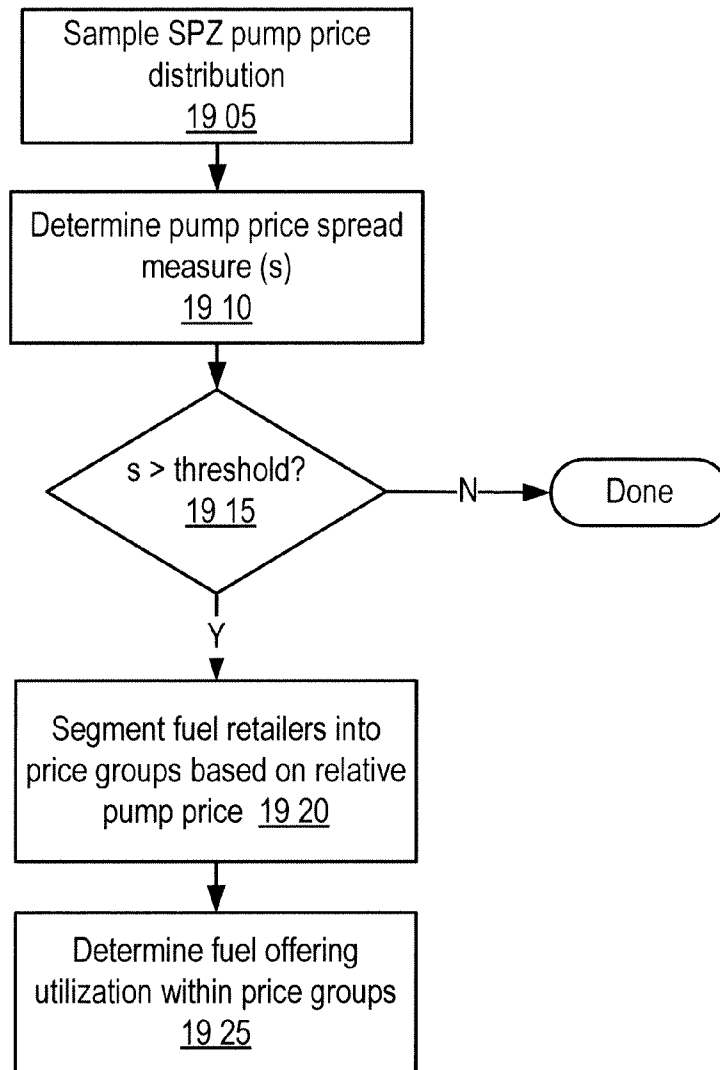 Sample SPZ pump price
distribution
19 05
Determine pump price spread
measure (s)
19 10
s > threshold?
19 15
N
Done
Y
Segment fuel retailers into
price groups based on relative
pump price 19 20
Determine fuel offering
utilization within price groups
19 25